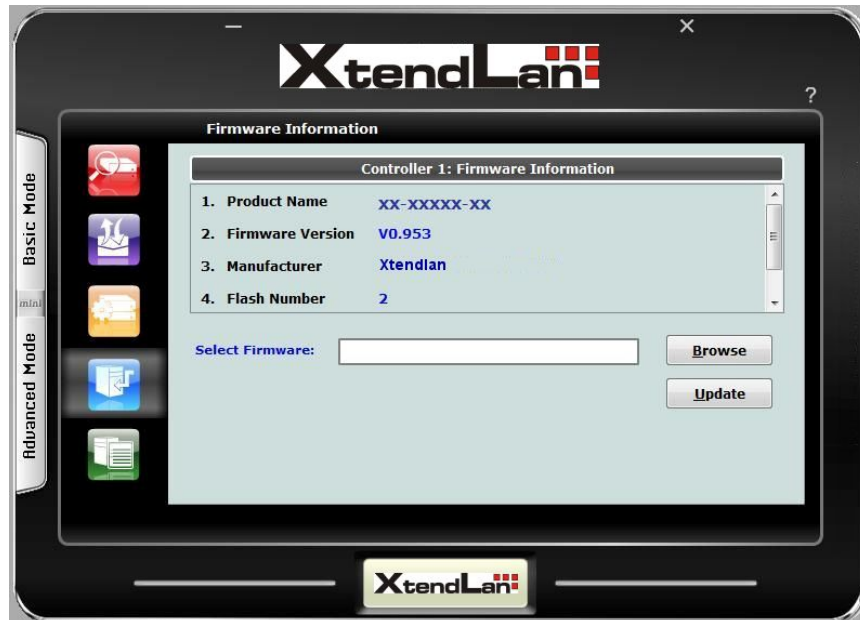 XtendLan
?
Firmware Information
Controller 1: Firmware Information
1. Product Name XX-XXXXX-XX
2. Firmware Version V0.953
3. Manufacturer Xtendlan
4. Flash Number 2
Select Firmware:
Browse
Update
Basic Mode
mini
Advanced Mode
XtendLan